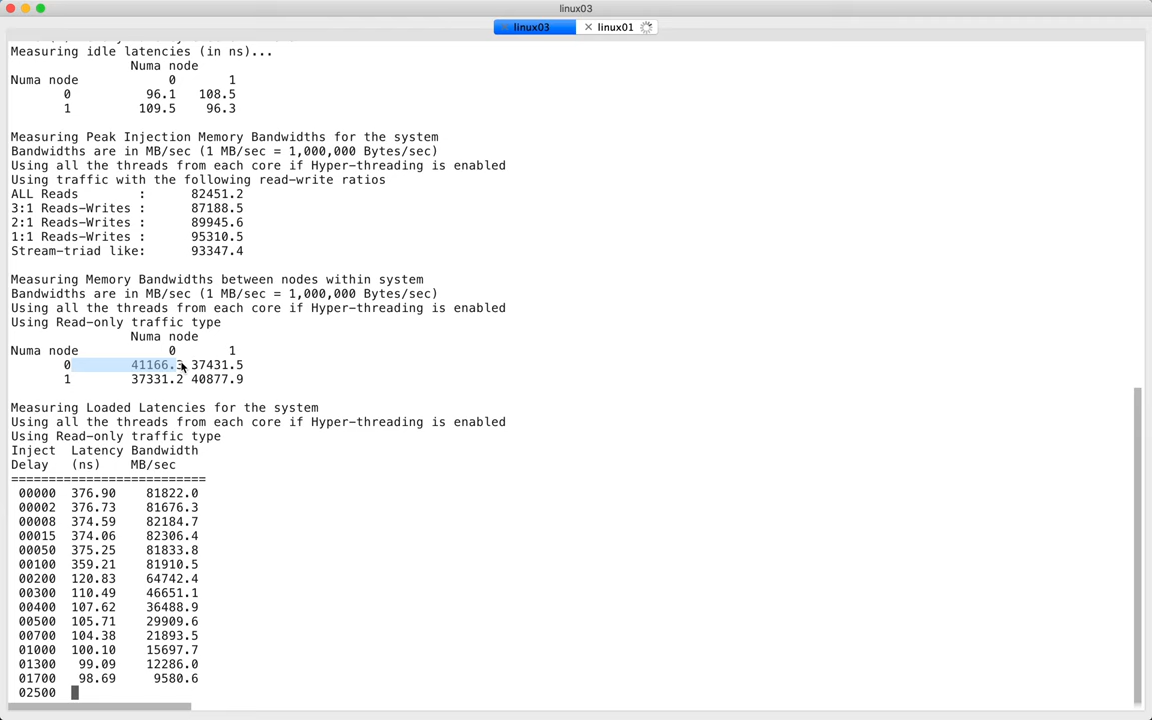 linux03
linux03
linux01
Measuring idle latencies (in ns)...
Numa node
Numa node 0 1
0 96.1 108.5
1 109.5 96.3
Measuring Peak Injection Memory Bandwidths for the system
Bandwidths are in MB/sec (1 MB/sec = 1,000,000 Bytes/sec)
Using all the threads from each core if Hyper-threading is enabled
Using traffic with the following read-write ratios
ALL Reads : 82451.2
3:1 Reads-Writes : 87188.5
2:1 Reads-Writes : 89945.6
1:1 Reads-Writes : 95310.5
Stream-triad like: 93347.4
Measuring Memory Bandwidths between nodes within system
Bandwidths are in MB/sec (1 MB/sec = 1,000,000 Bytes/sec)
Using all the threads from each core if Hyper-threading is enabled
Using Read-only traffic type
Numa node
Numa node 0 1
0 41166.3 37431.5
1 37331.2 40877.9
Measuring Loaded Latencies for the system
Using all the threads from each core if Hyper-threading is enabled
Using Read-only traffic type
Inject Latency Bandwidth
Delay (ns) MB/sec
==========================
00000 376.90 81822.0
00002 376.73 81676.3
00008 374.59 82184.7
00015 374.06 82306.4
00050 375.25 81833.8
00100 359.21 81910.5
00200 120.83 64742.4
00300 110.49 46651.1
00400 107.62 36488.9
00500 105.71 29909.6
00700 104.38 21893.5
01000 100.10 15697.7
01300 99.09 12286.0
01700 98.69 9580.6
02500